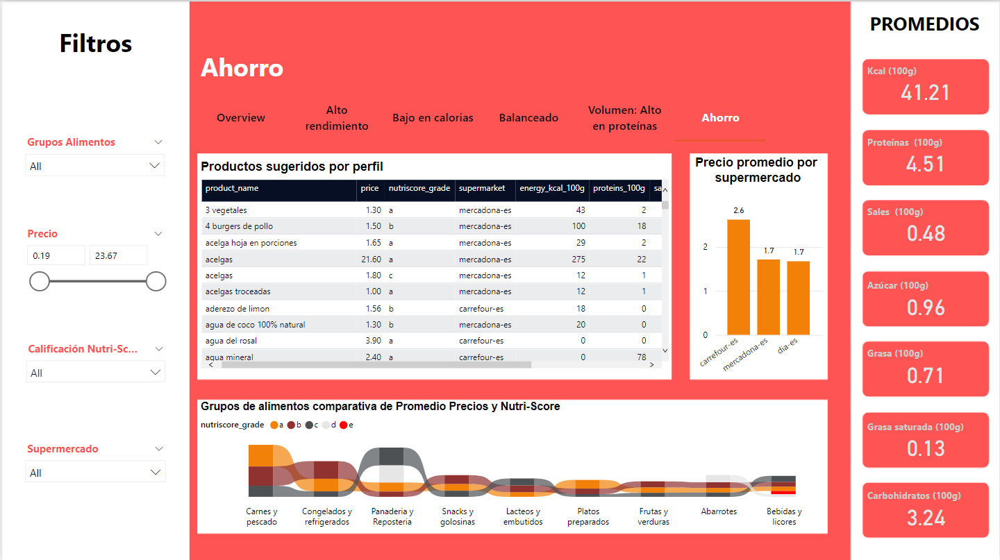 Filtros
Grupos Alimentos
All
Precio
0.19 23.67
Calificación Nutri-Sc...
All
Supermercado
All
Ahorro
Overview
Alto
rendimiento
Bajo en calorias
Balanceado
Volumen: Alto
en proteínas
Ahorro
Productos sugeridos por perfil
product_name price nutriscore_grade supermarket energy_kcal_100g proteins_100g sa
3 vegetales 1.30 a mercadona-es 43 2
4 burgers de pollo 1.50 b mercadona-es 100 18
acelga hoja en porciones 1.65 a mercadona-es 29 2
acelgas 21.60 a mercadona-es 275 22
acelgas 1.80 c mercadona-es 12 1
acelgas troceadas 1.00 a mercadona-es 12 1
aderezo de limon 1.56 b carrefour-es 18 0
agua de coco 100% natural 1.30 b mercadona-es 20 0
agua del rosal 3.90 a carrefour-es 0 0
agua mineral 2.40 a carrefour-es 0 78
Precio promedio por
supermercado
2.6
1.7
1.7
2
1
0
carrefour-es
mercadona-es
dia-es
Grupos de alimentos comparativa de Promedio Precios y Nutri-Score
nutriscore_grade a b c d e
Carnes y
pescado
Congelados y
refrigerados
Panaderia y
Reposteria
Snacks y
golosinas
Lacteos y
embutidos
Platos
preparados
Frutas y
verduras
Abarrotes
Bebidas y
licores
PROMEDIOS
Kcal (100g)
41.21
Proteínas (100g)
4.51
Sales (100g)
0.48
Azúcar (100g)
0.96
Grasa (100g)
0.71
Grasa saturada (100g)
0.13
Carbohidratos (100g)
3.24